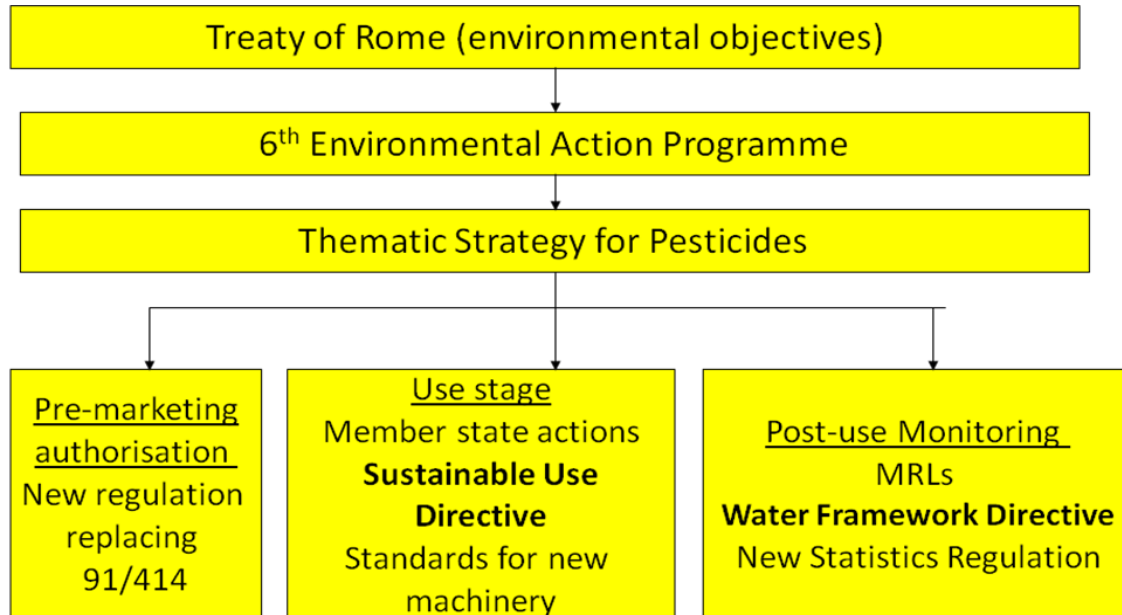 Treaty of Rome (environmental objectives)
6th Environmental Action Programme
Thematic Strategy for Pesticides
Pre-marketing
authorisation
New regulation
replacing
91/414
Use stage
Member state actions
Sustainable Use
Directive
Standards for new
machinery
Post-use Monitoring
MRLs
Water Framework Directive
New Statistics Regulation